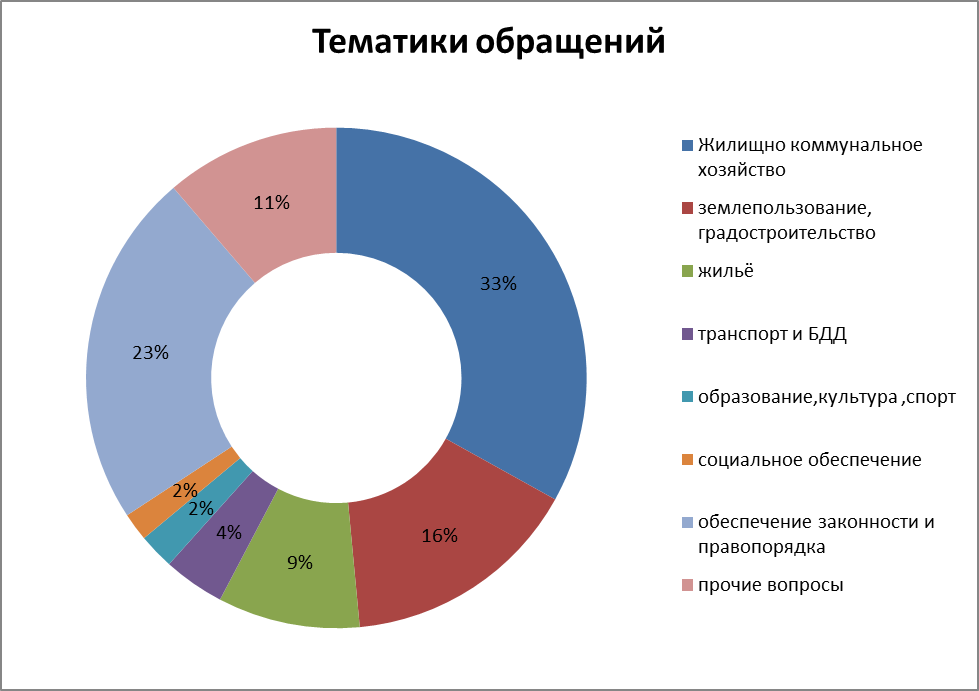 Тематики обращений
33%
16%
9%
4%
2%
2%
23%
11%
Жилищно коммунальное
хозяйство
землепользование,
градостроительство
жильё
транспорт и БДД
образование,культура ,спорт
социальное обеспечение
обеспечение законности и
правопорядка
прочие вопросы